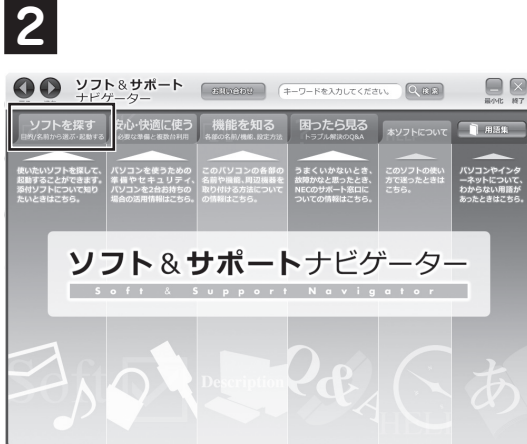 2
ソフト&サポート
ナビゲーター
お問い合わせ
キーワードを入力してください。
検索
最小化 終了
ソフトを探す
目的/名前から選ぶ・起動する
安心・快適に使う
必要な準備と複数台利用
機能を知る
各部の名前/機能、設定方法
困ったら見る
トラブル解決のQ&A
本ソフトについて
用語集
使いたいソフトを探して、
起動することができます。
添付ソフトについて知り
たいときはこちら。
パソコンを使うための
準備やセキュリティ、
パソコンを2台お持ちの
場合の活用情報はこちら。
このパソコンの各部の
名前や機能、周辺機器を
取り付ける方法について
の情報はこちら。
うまくいかないとき、
故障かなと思ったとき、
NECのサポート窓口に
ついての情報はこちら。
このソフトの使い
方で迷ったときは
こちら。
パソコンやインタ
ーネットについて、
わからない用語が
あったときはこちら。
ソフト&サポートナビゲーター
Soft & Support Navigator
Soft
Description
Q&A
HELP
あ